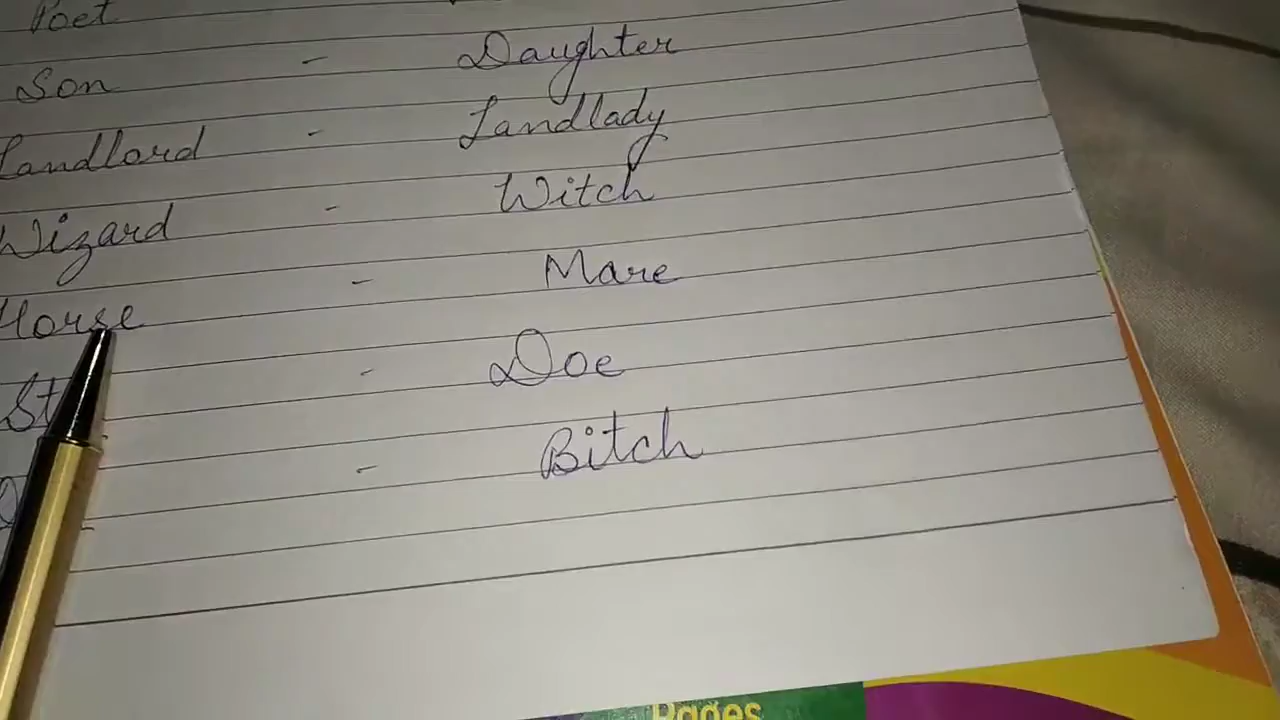 Poet
Son - Daughter
Landlord - Landlady
Wizard - Witch
Horse - Mare
- Doe
- Bitch
Pages